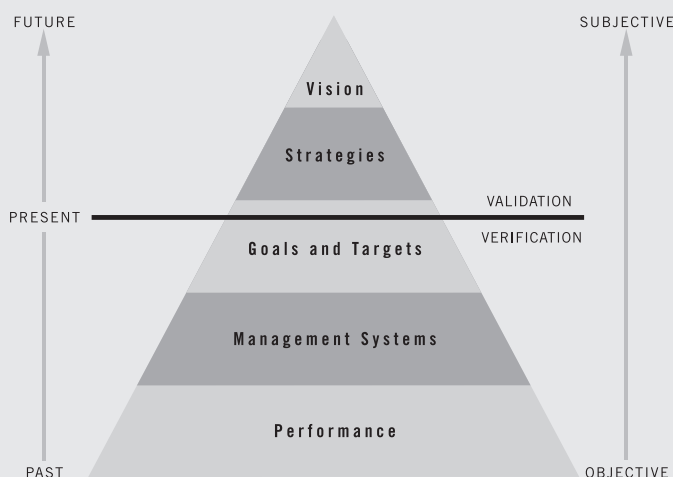 FUTURE
SUBJECTIVE
Vision
Strategies
VALIDATION
PRESENT
VERIFICATION
Goals and Targets
Management Systems
Performance
PAST
OBJECTIVE